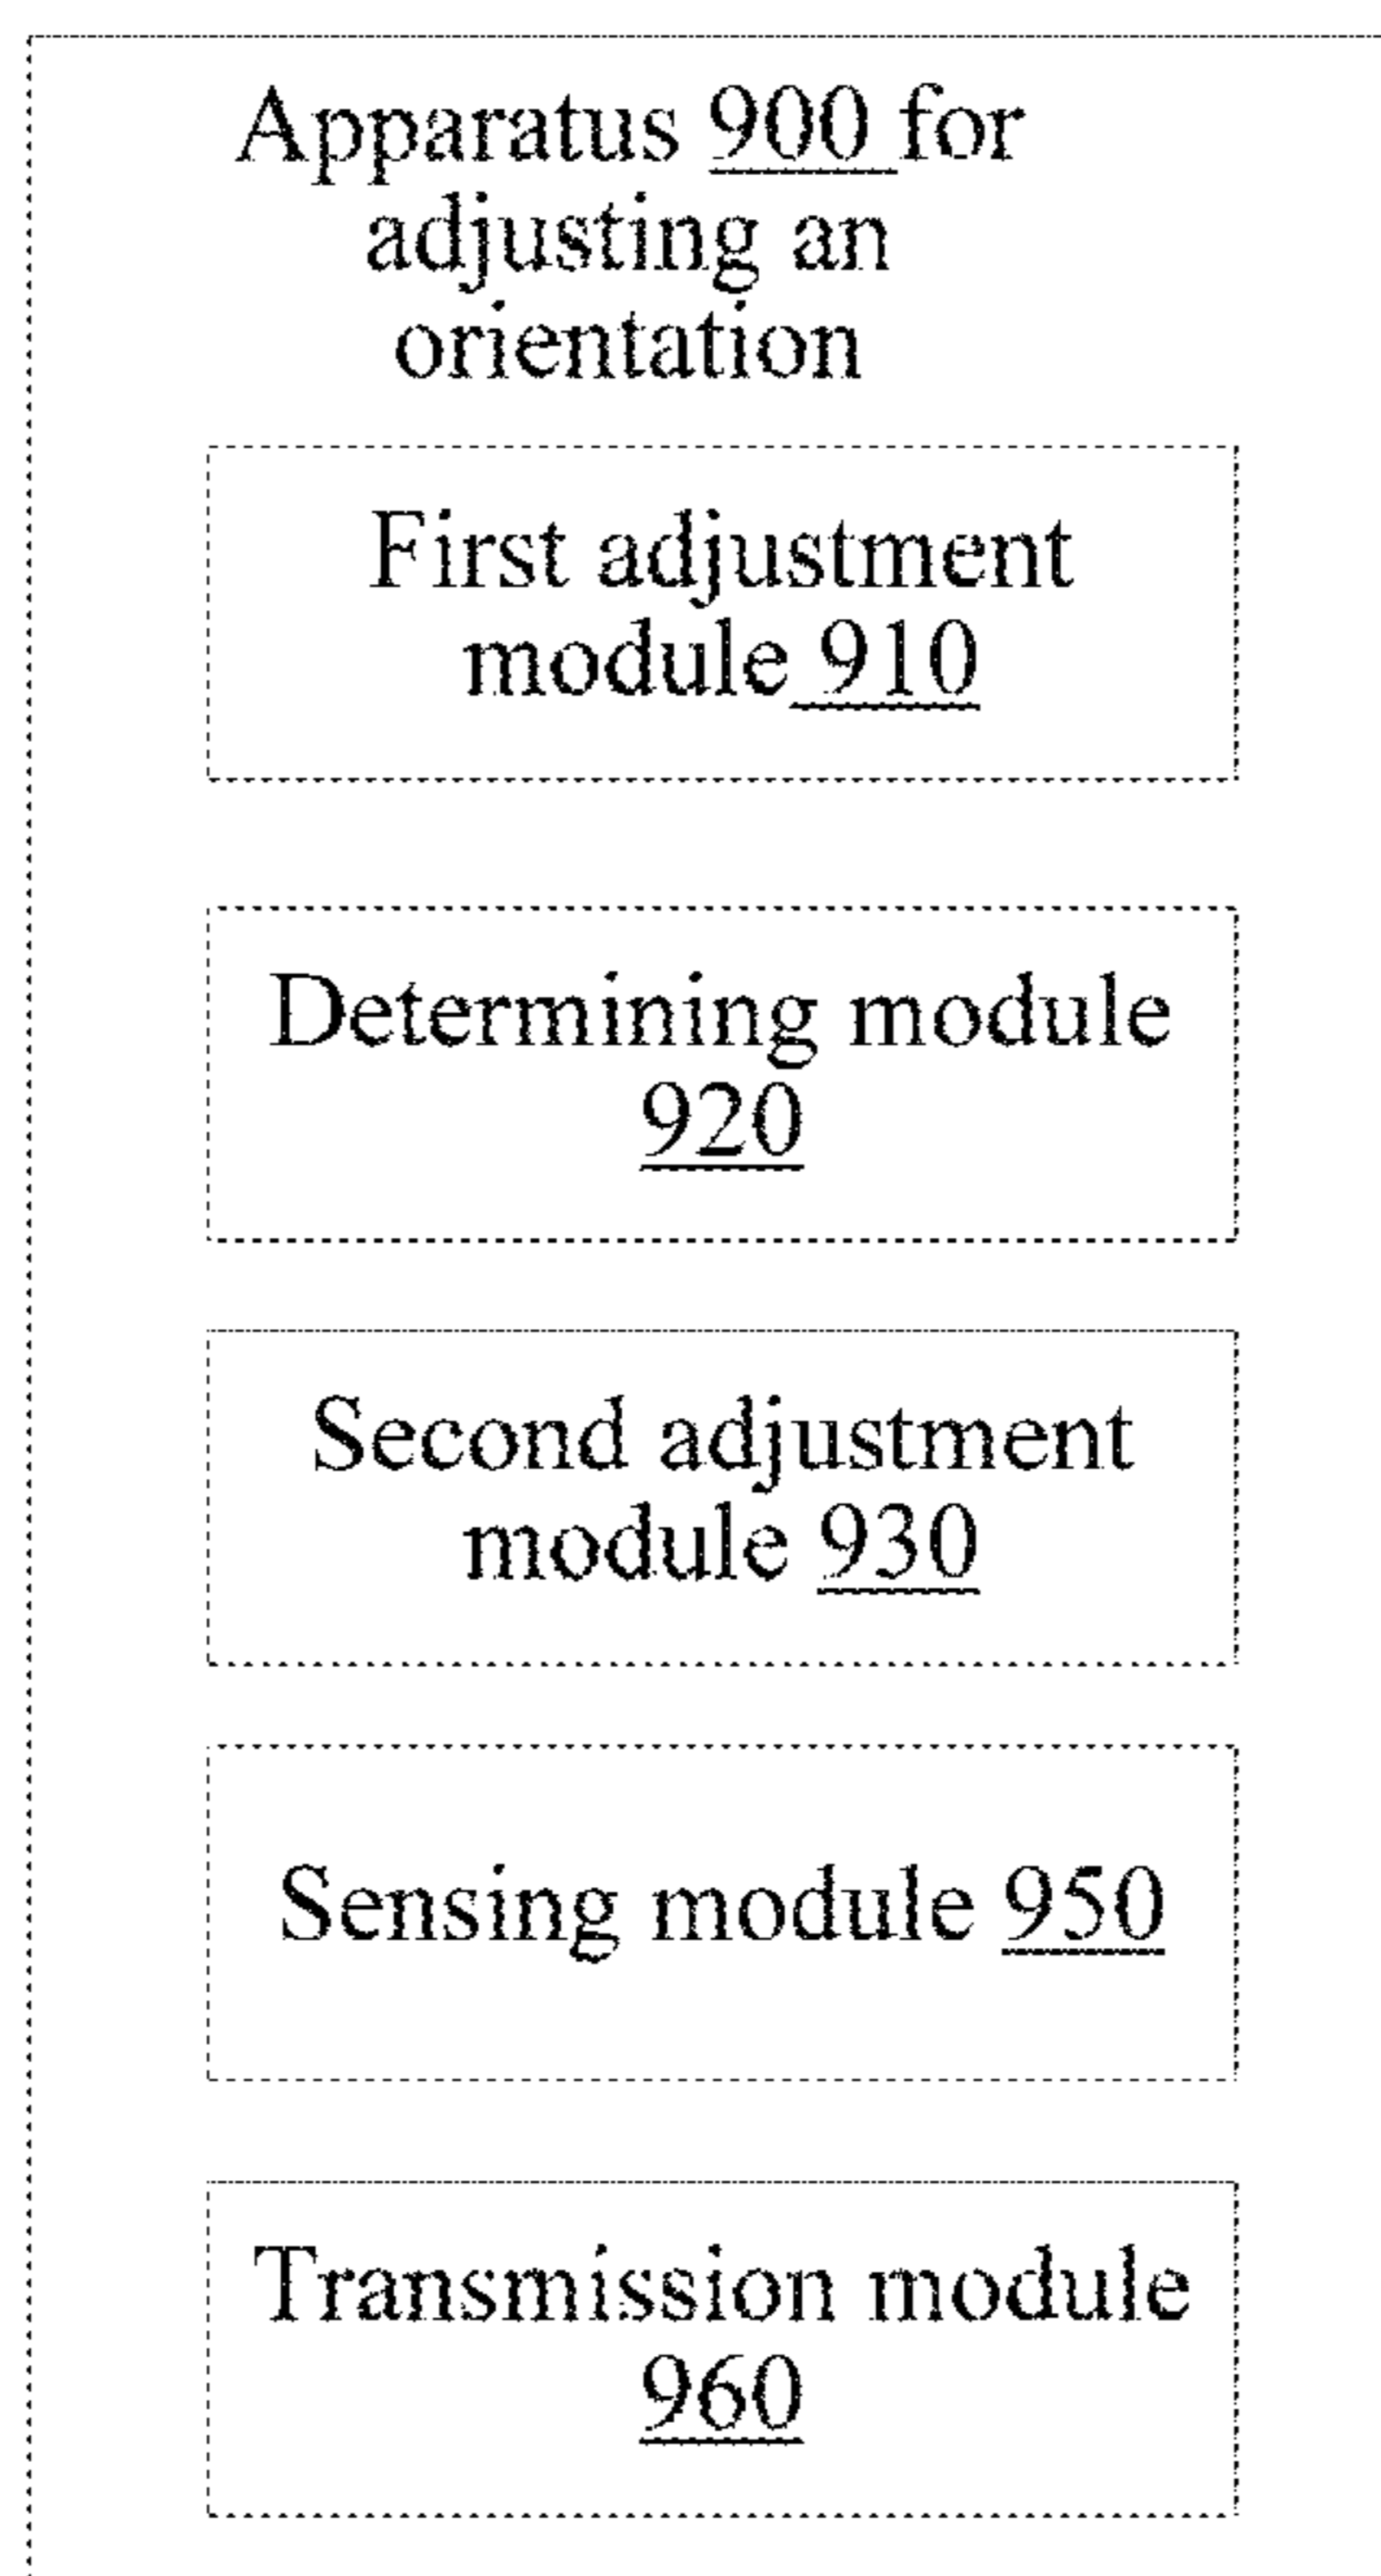 Apparatus 900 for
adjusting an
orientation
First adjustment
module 910
Determining module
920
Second adjustment
module 930
Sensing module 950
Transmission module
960